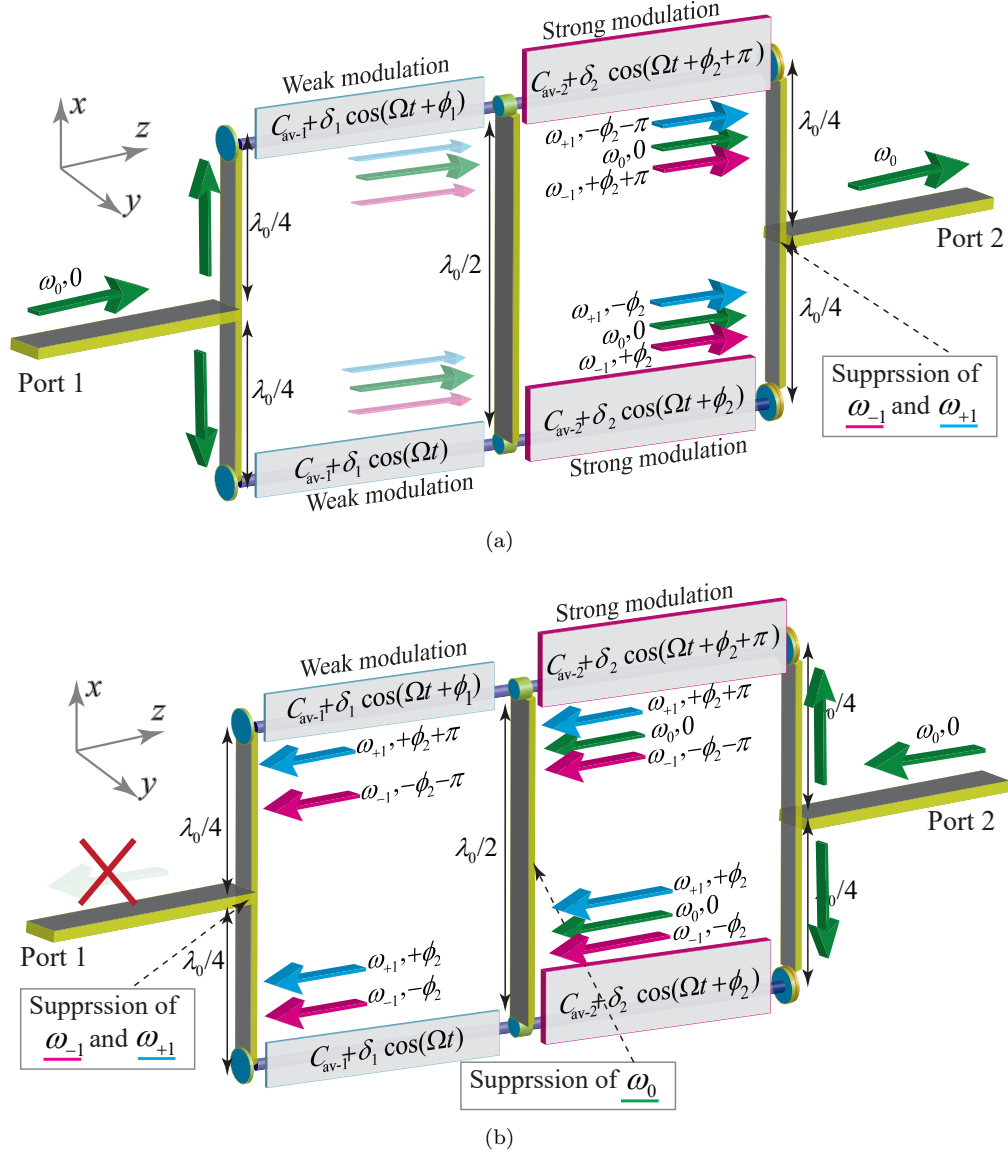 Strong modulation
C_av-2+δ_2 cos(Ωt+ϕ_2+π)
Weak modulation
C_av-1+δ_1 cos(Ωt+ϕ_1)
x
z
y
ω_+1,-ϕ_2-π
ω_0,0
ω_-1,+ϕ_2+π
λ_0/4
ω_0
Port 2
λ_0/4
λ_0/2
ω_0,0
Port 1
λ_0/4
λ_0/4
ω_+1,-ϕ_2
ω_0,0
ω_-1,+ϕ_2
Supprssion of
ω_-1 and ω_+1
C_av-2+δ_2 cos(Ωt+ϕ_2)
Strong modulation
C_av-1+δ_1 cos(Ωt)
Weak modulation
(a)
Strong modulation
C_av-2+δ_2 cos(Ωt+ϕ_2+π)
Weak modulation
C_av-1+δ_1 cos(Ωt+ϕ_1)
x
z
y
ω_+1,+ϕ_2+π
ω_0,0
ω_-1,-ϕ_2-π
ω_+1,+ϕ_2+π
ω_-1,-ϕ_2-π
/4
ω_0,0
Port 2
λ_0/4
λ_0/2
Port 1
λ_0/4
/4
ω_+1,+ϕ_2
ω_0,0
ω_-1,-ϕ_2
ω_+1,+ϕ_2
ω_-1,-ϕ_2
Supprssion of
ω_-1 and ω_+1
C_av-2+δ_2 cos(Ωt+ϕ_2)
C_av-1+δ_1 cos(Ωt)
Supprssion of ω_0
(b)